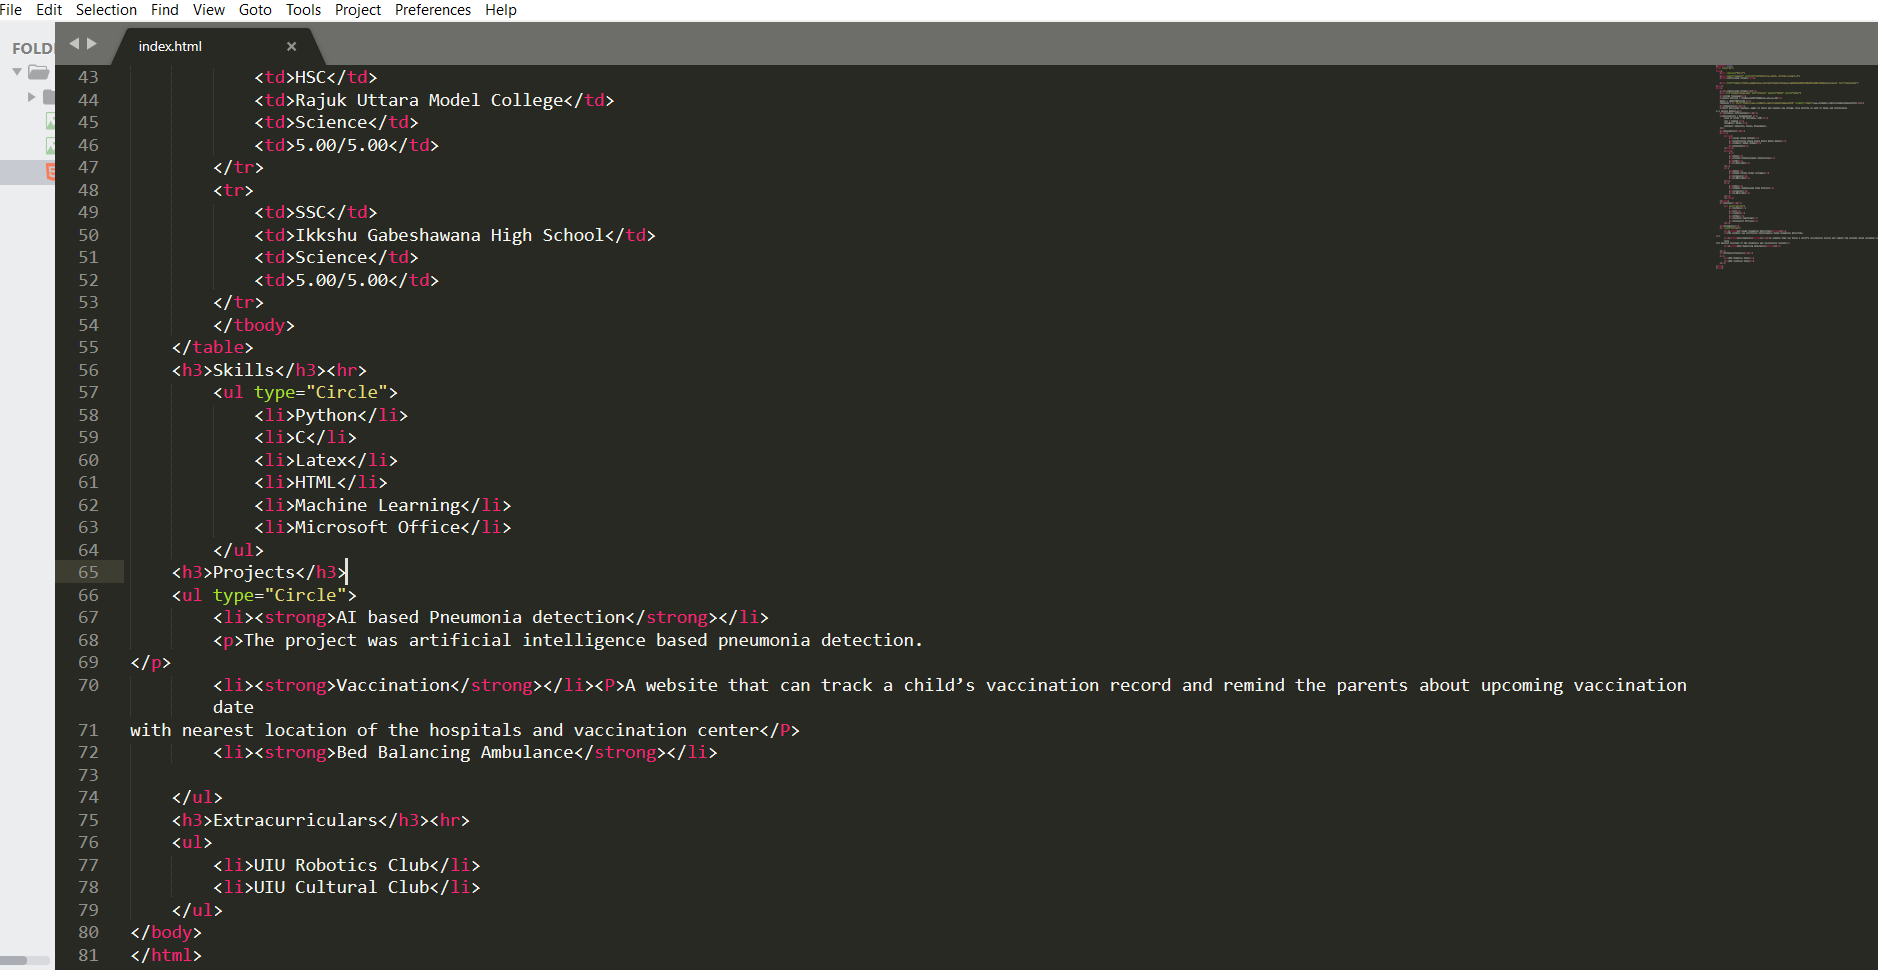 File Edit Selection Find View Goto Tools Project Preferences Help
FOLD
index.html ×
43 <td>HSC</td>
44 <td>Rajuk Uttara Model College</td>
45 <td>Science</td>
46 <td>5.00/5.00</td>
47 </tr>
48 <tr>
49 <td>SSC</td>
50 <td>Ikkshu Gabeshawana High School</td>
51 <td>Science</td>
52 <td>5.00/5.00</td>
53 </tr>
54 </tbody>
55 </table>
56 <h3>Skills</h3><hr>
57 <ul type="Circle">
58 <li>Python</li>
59 <li>C</li>
60 <li>Latex</li>
61 <li>HTML</li>
62 <li>Machine Learning</li>
63 <li>Microsoft Office</li>
64 </ul>
65 <h3>Projects</h3>
66 <ul type="Circle">
67 <li><strong>AI based Pneumonia detection</strong></li>
68 <p>The project was artificial intelligence based pneumonia detection.
69 </p>
70 <li><strong>Vaccination</strong></li><P>A website that can track a child’s vaccination record and remind the parents about upcoming vaccination
date
71 with nearest location of the hospitals and vaccination center</P>
72 <li><strong>Bed Balancing Ambulance</strong></li>
73
74 </ul>
75 <h3>Extracurriculars</h3><hr>
76 <ul>
77 <li>UIU Robotics Club</li>
78 <li>UIU Cultural Club</li>
79 </ul>
80 </body>
81 </html>